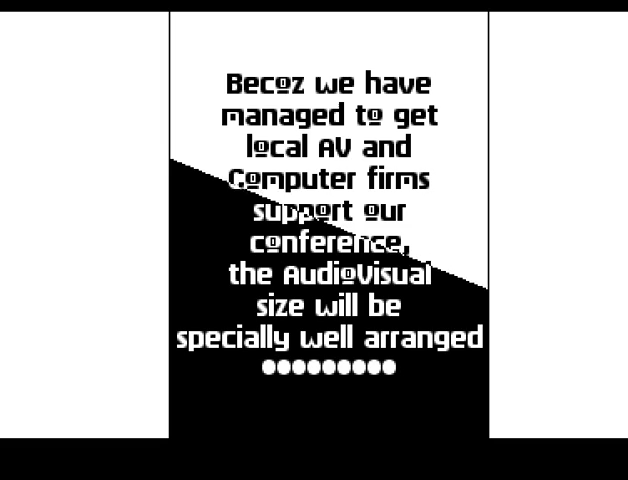 Becoz we have
managed to get
local AV and
Computer firms
support our
conference,
the AudioVisual
size will be
specially well arranged
●●●●●●●●●